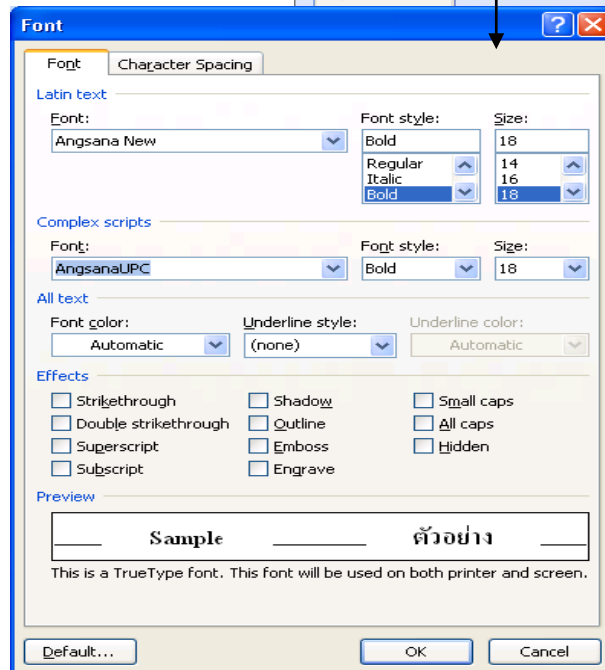 Font
Font Character Spacing
Latin text
Font: Font style: Size:
Angsana New Bold 18
Regular 14
Italic 16
Bold 18
Complex scripts
Font: Font style: Size:
AngsanaUPC Bold 18
All text
Font color: Underline style: Underline color:
Automatic (none) Automatic
Effects
Strikethrough Shadow Small caps
Double strikethrough Outline All caps
Superscript Emboss Hidden
Subscript Engrave
Preview
Sample ตัวอย่าง
This is a TrueType font. This font will be used on both printer and screen.
Default... OK Cancel